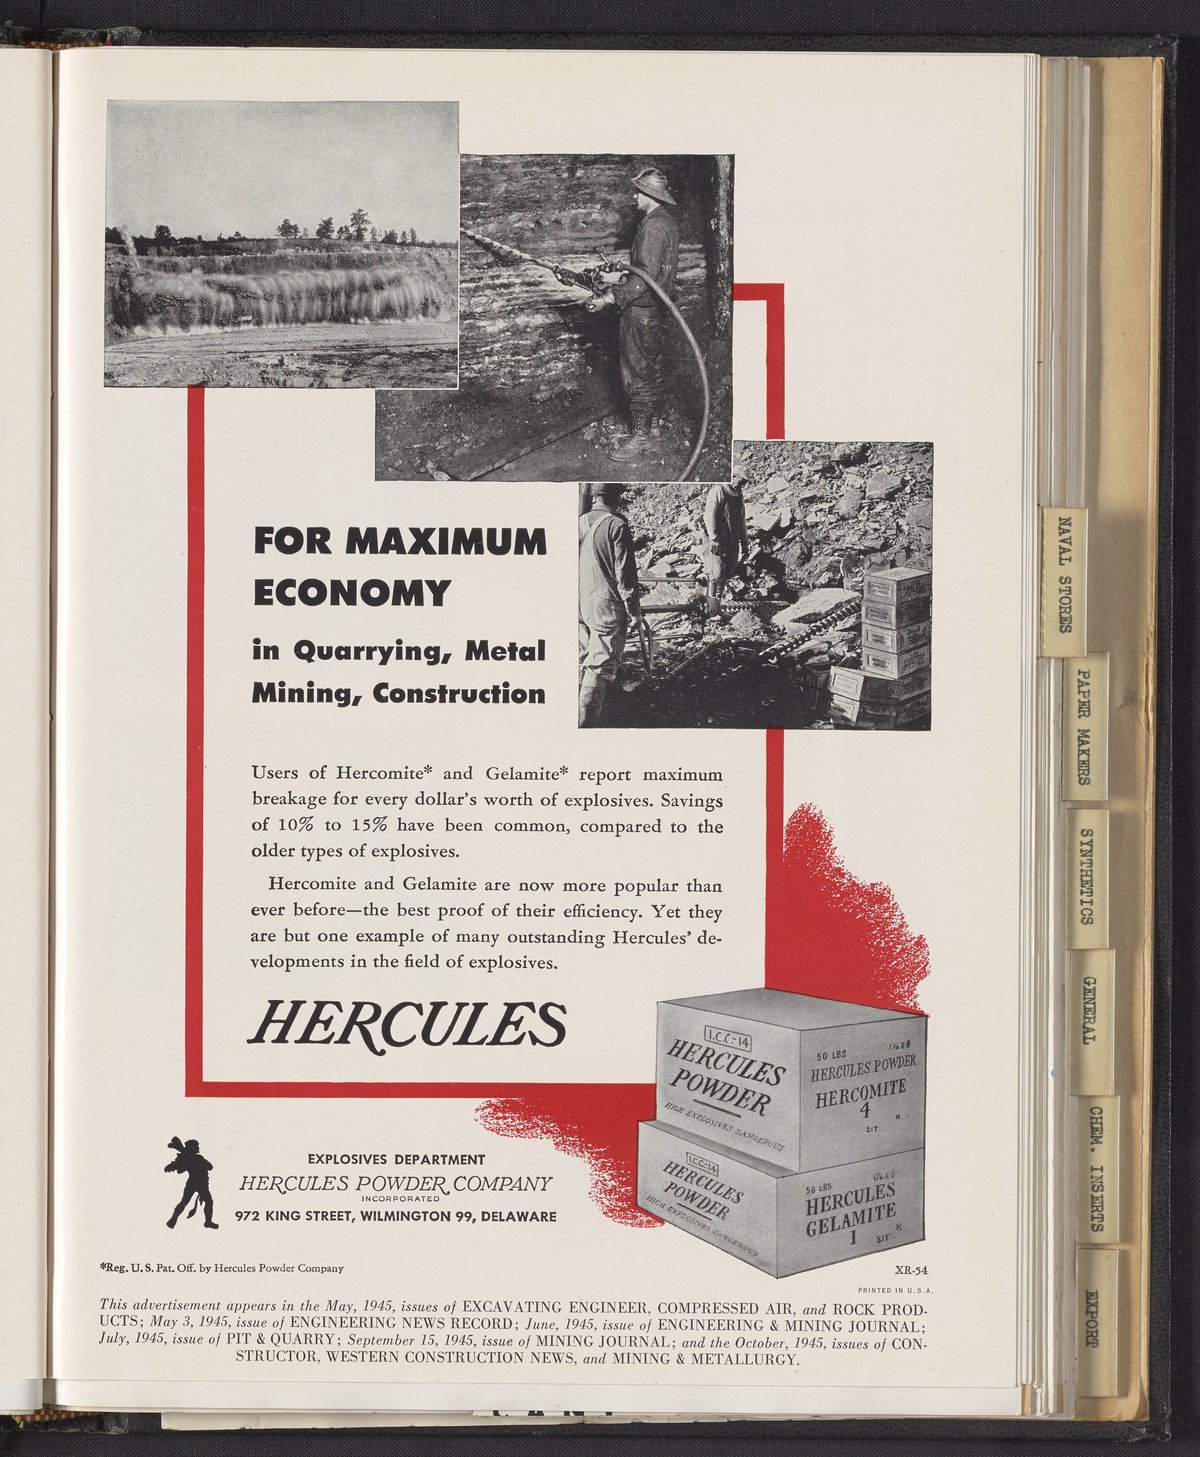 FOR MAXIMUM
ECONOMY
in Quarrying, Metal
Mining, Construction
Users of Hercomite* and Gelamite* report maximum
breakage for every dollar's worth of explosives. Savings
of 10% to 15% have been common, compared to the
older types of explosives.
Hercomite and Gelamite are now more popular than
ever before—the best proof of their efficiency. Yet they
are but one example of many outstanding Hercules' de-
velopments in the field of explosives.
HERCULES
I.C.C-14
HERCULES
POWDER
HIGH EXPLOSIVES DANGEROUS
50 LBS 1¼ X 8
HERCULES POWDER
HERCOMITE
4
K
SIT
I.C.C-14
HERCULES
POWDER
HIGH EXPLOSIVES DANGEROUS
50 LBS 1¼ X 8
HERCULES
GELAMITE
1
K
SIT
EXPLOSIVES DEPARTMENT
HERCULES POWDER COMPANY
INCORPORATED
972 KING STREET, WILMINGTON 99, DELAWARE
*Reg. U. S. Pat. Off. by Hercules Powder Company
XR-54
PRINTED IN U.S.A.
This advertisement appears in the May, 1945, issues of EXCAVATING ENGINEER, COMPRESSED AIR, and ROCK PROD-
UCTS; May 3, 1945, issue of ENGINEERING NEWS RECORD; June, 1945, issue of ENGINEERING & MINING JOURNAL;
July, 1945, issue of PIT & QUARRY; September 15, 1945, issue of MINING JOURNAL; and the October, 1945, issues of CON-
STRUCTOR, WESTERN CONSTRUCTION NEWS, and MINING & METALLURGY.
NAVAL STORES
PAPER MAKERS
SYNTHETICS
GENERAL
CHEM. INSERTS
EXPORT